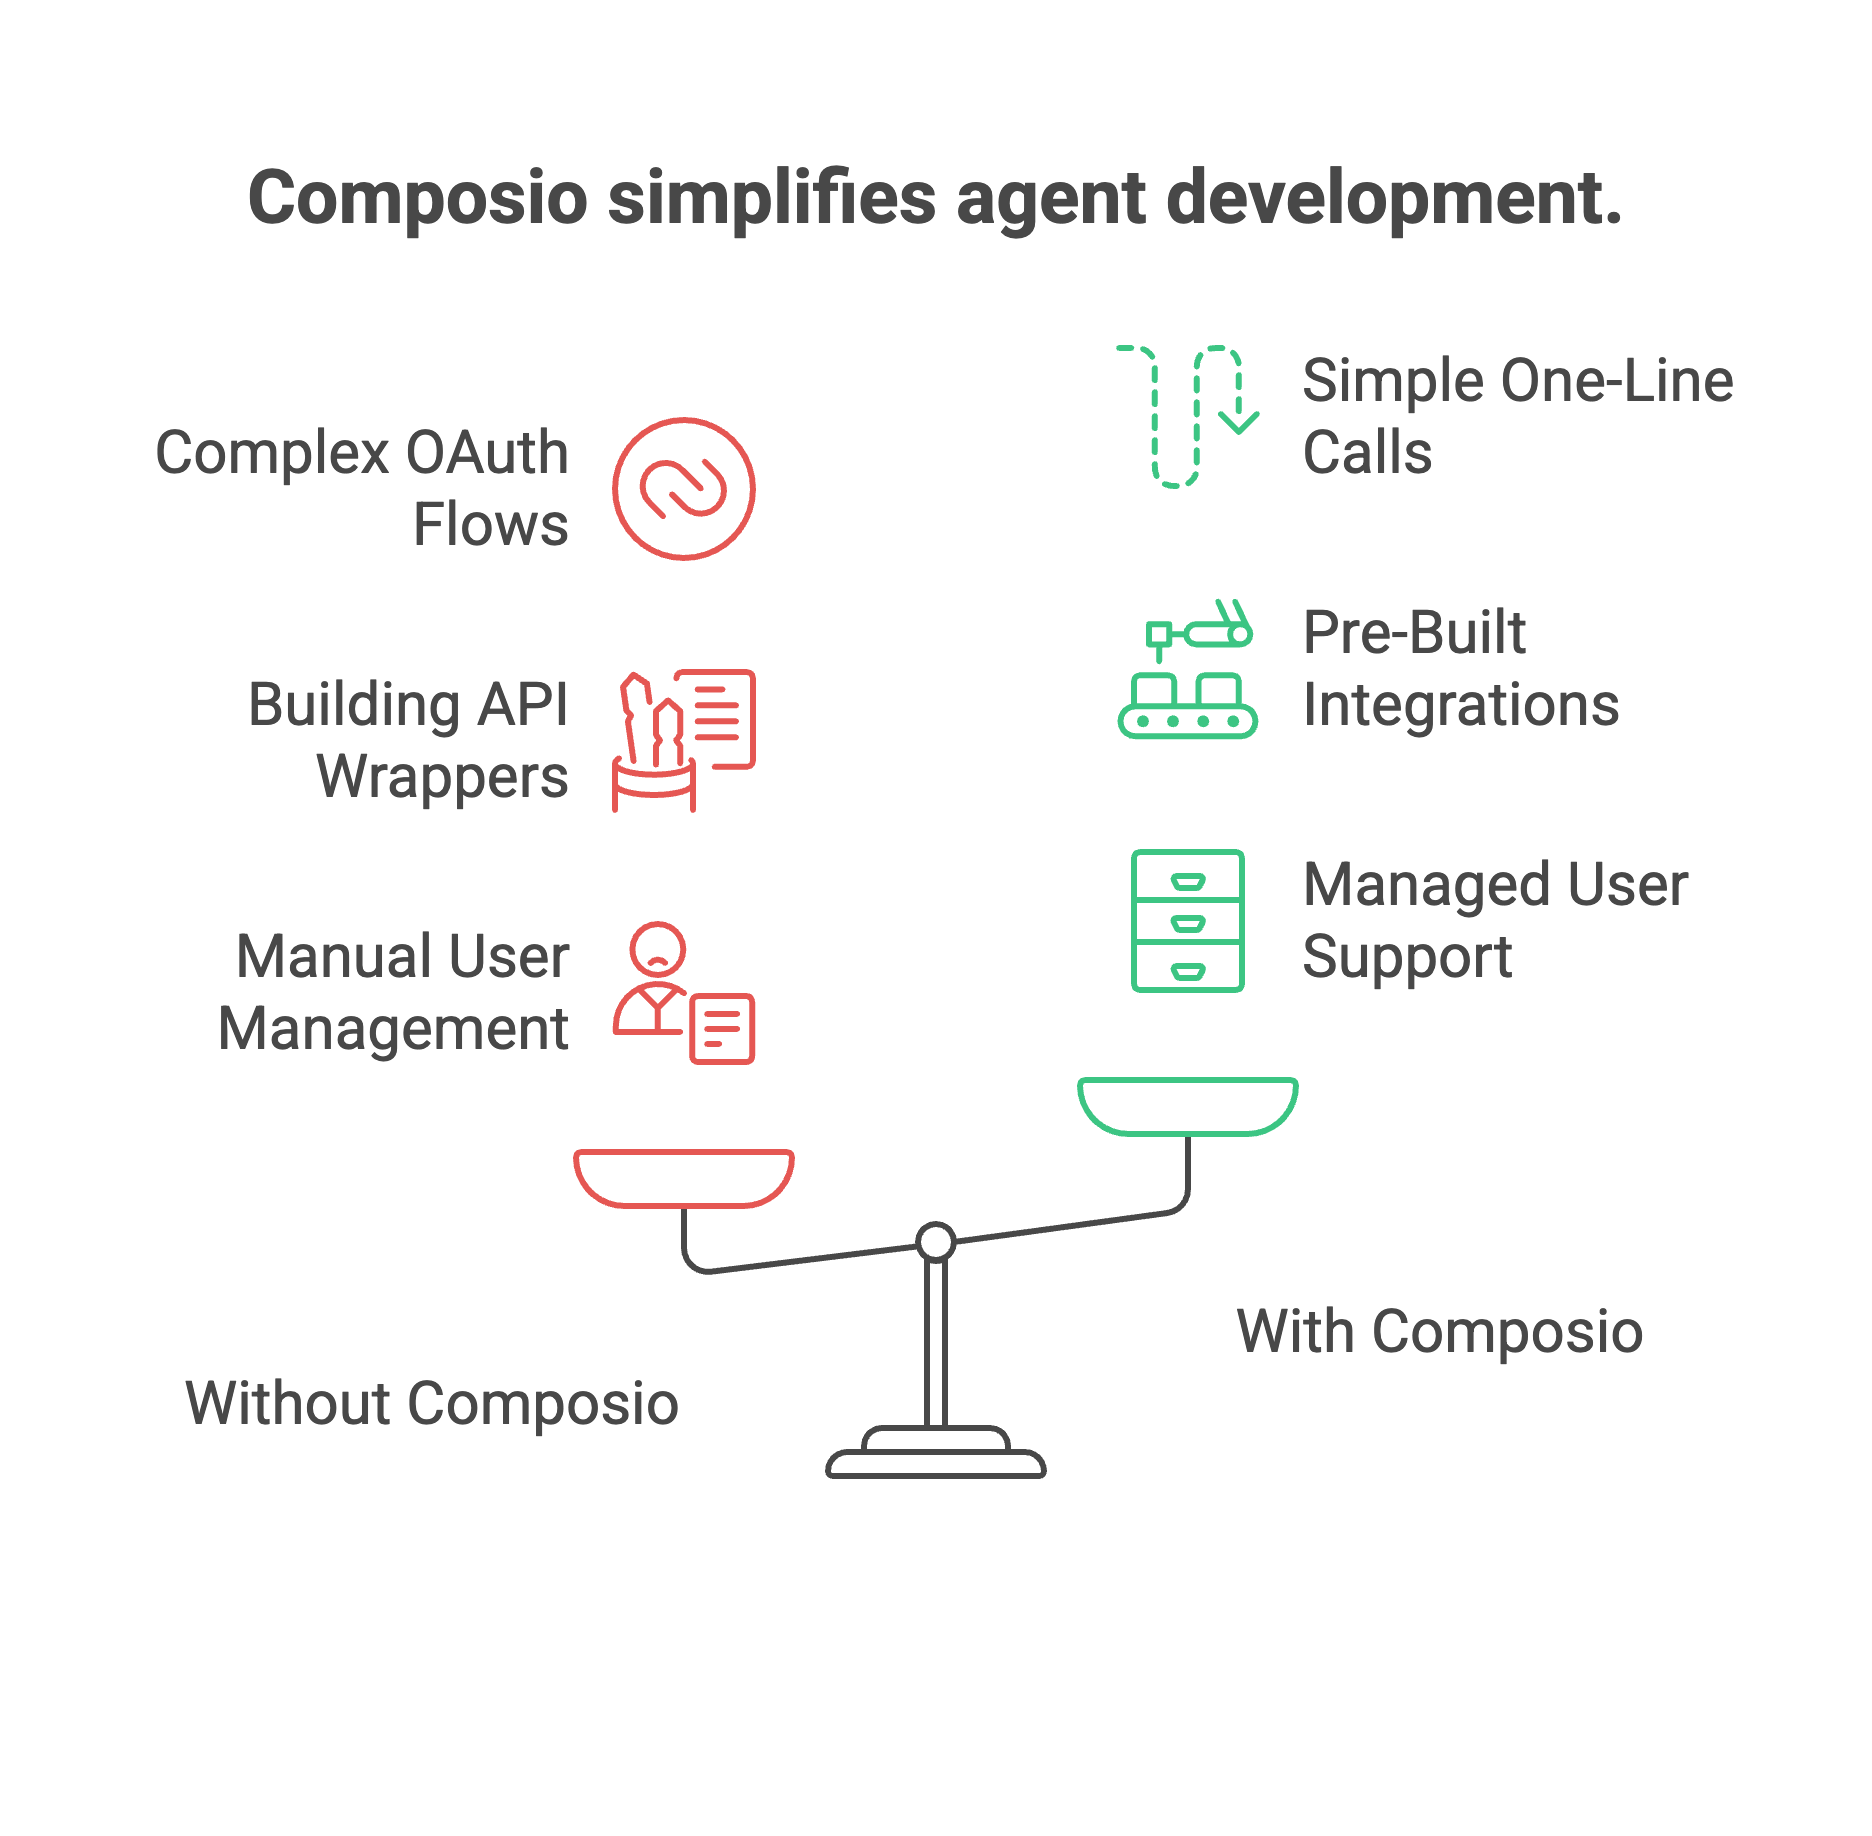 Composio simplifies agent development.
Complex OAuth
Flows
Building API
Wrappers
Manual User
Management
Without Composio
Simple One-Line
Calls
Pre-Built
Integrations
Managed User
Support
With Composio